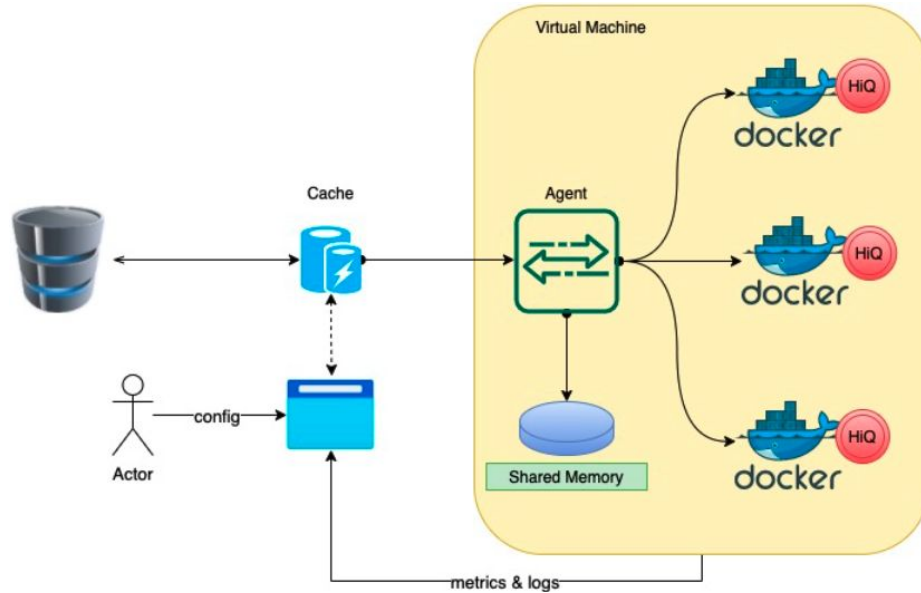 Virtual Machine
HiQ
docker
Cache
Agent
HiQ
docker
config
Actor
Shared Memory
HiQ
docker
metrics & logs